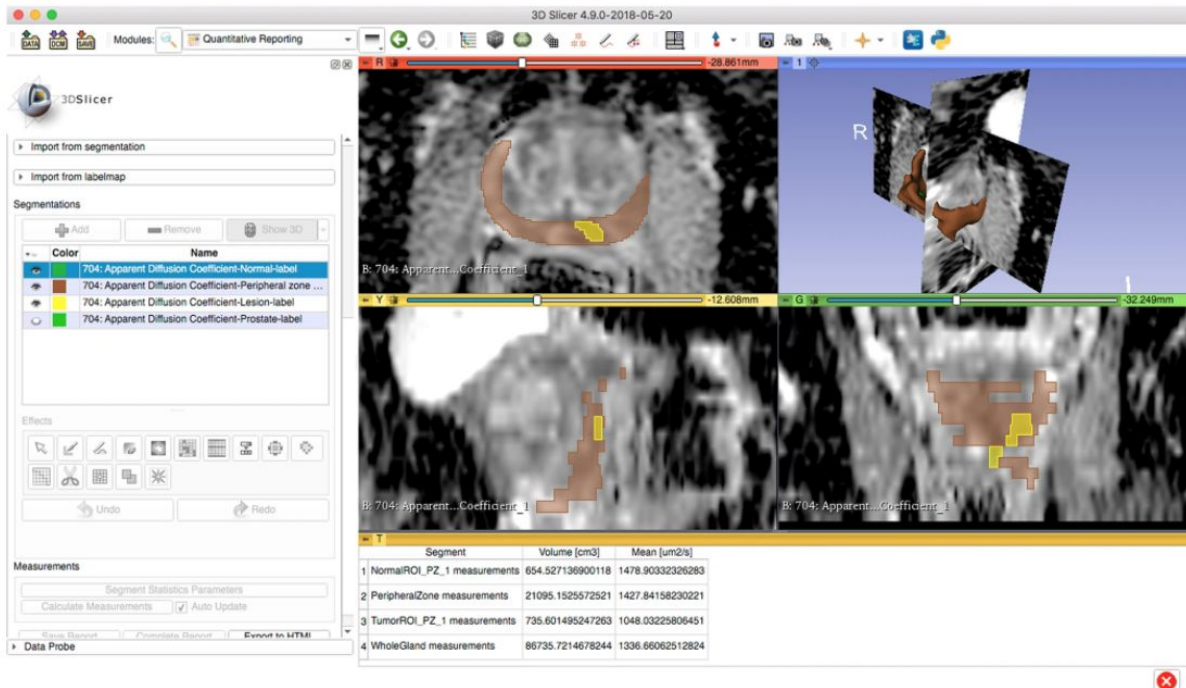 3D Slicer 4.9.0-2018-05-20
DATA DCM SAVE Modules: Quantitative Reporting
3DSlicer
Import from segmentation
Import from labelmap
Segmentations
Add Remove Show 3D
Color Name
704: Apparent Diffusion Coefficient-Normal-label
704: Apparent Diffusion Coefficient-Peripheral zone ...
704: Apparent Diffusion Coefficient-Lesion-label
704: Apparent Diffusion Coefficient-Prostate-label
Effects
Undo Redo
Measurements
Segment Statistics Parameters
Calculate Measurements Auto Update
Save Report Complete Report Export to HTML
Data Probe
R -28.861mm
B: 704: Apparent...Coefficient_1
1
R
Y -12.608mm
B: 704: Apparent...Coefficient_1
G -32.249mm
B: 704: Apparent...Coefficient_1
T
Segment Volume [cm3] Mean [um2/s]
1 NormalROI_PZ_1 measurements 654.527136900118 1478.90332326283
2 PeripheralZone measurements 21095.1525572521 1427.84158230221
3 TumorROI_PZ_1 measurements 735.601495247263 1048.03225806451
4 WholeGland measurements 86735.7214678244 1336.66062512824